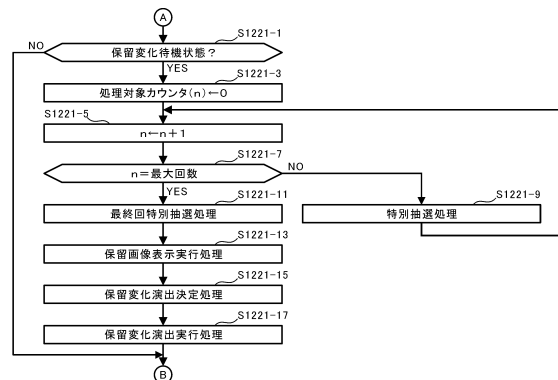 A
S1221-1
保留変化待機状態?
NO
YES
S1221-3
処理対象カウンタ(n)←0
S1221-5
n←n+1
S1221-7
n=最大回数
NO
YES
S1221-11
最終回特別抽選処理
S1221-9
特別抽選処理
S1221-13
保留画像表示実行処理
S1221-15
保留変化演出決定処理
S1221-17
保留変化演出実行処理
B